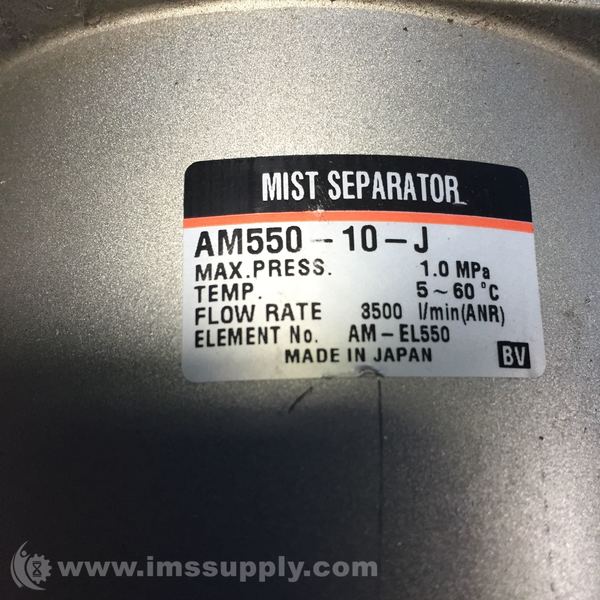 MIST SEPARATOR
AM550-10-J
MAX.PRESS. 1.0 MPa
TEMP. 5~60°C
FLOW RATE 3500 l/min(ANR)
ELEMENT No. AM-EL550
MADE IN JAPAN BV
www.imssupply.com